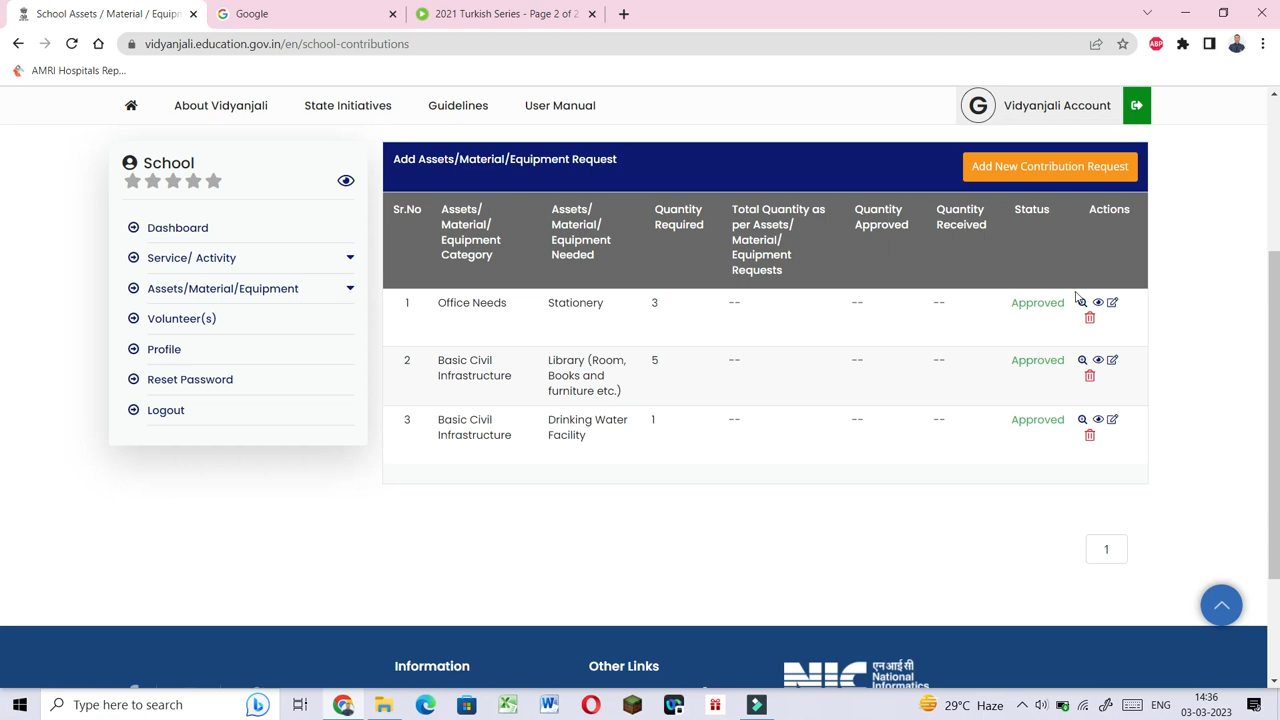 School Assets / Material / Equipn
Google
2021 Turkish Series - Page 2 of 2
vidyanjali.education.gov.in/en/school-contributions
ABP
AMRI Hospitals Rep...
About Vidyanjali
State Initiatives
Guidelines
User Manual
G
Vidyanjali Account
School
Dashboard
Service/ Activity
Assets/Material/Equipment
Volunteer(s)
Profile
Reset Password
Logout
Add Assets/Material/Equipment Request
Add New Contribution Request
Sr.No
Assets/
Material/
Equipment
Category
Assets/
Material/
Equipment
Needed
Quantity
Required
Total Quantity as
per Assets/
Material/
Equipment
Requests
Quantity
Approved
Quantity
Received
Status
Actions
1
Office Needs
Stationery
3
--
--
--
Approved
2
Basic Civil
Infrastructure
Library (Room,
Books and
furniture etc.)
5
--
--
--
Approved
3
Basic Civil
Infrastructure
Drinking Water
Facility
1
--
--
--
Approved
1
Information
Other Links
NIC
एन आई सी
National
Informatics
Type here to search
29°C Haze
ENG
14:36
03-03-2023